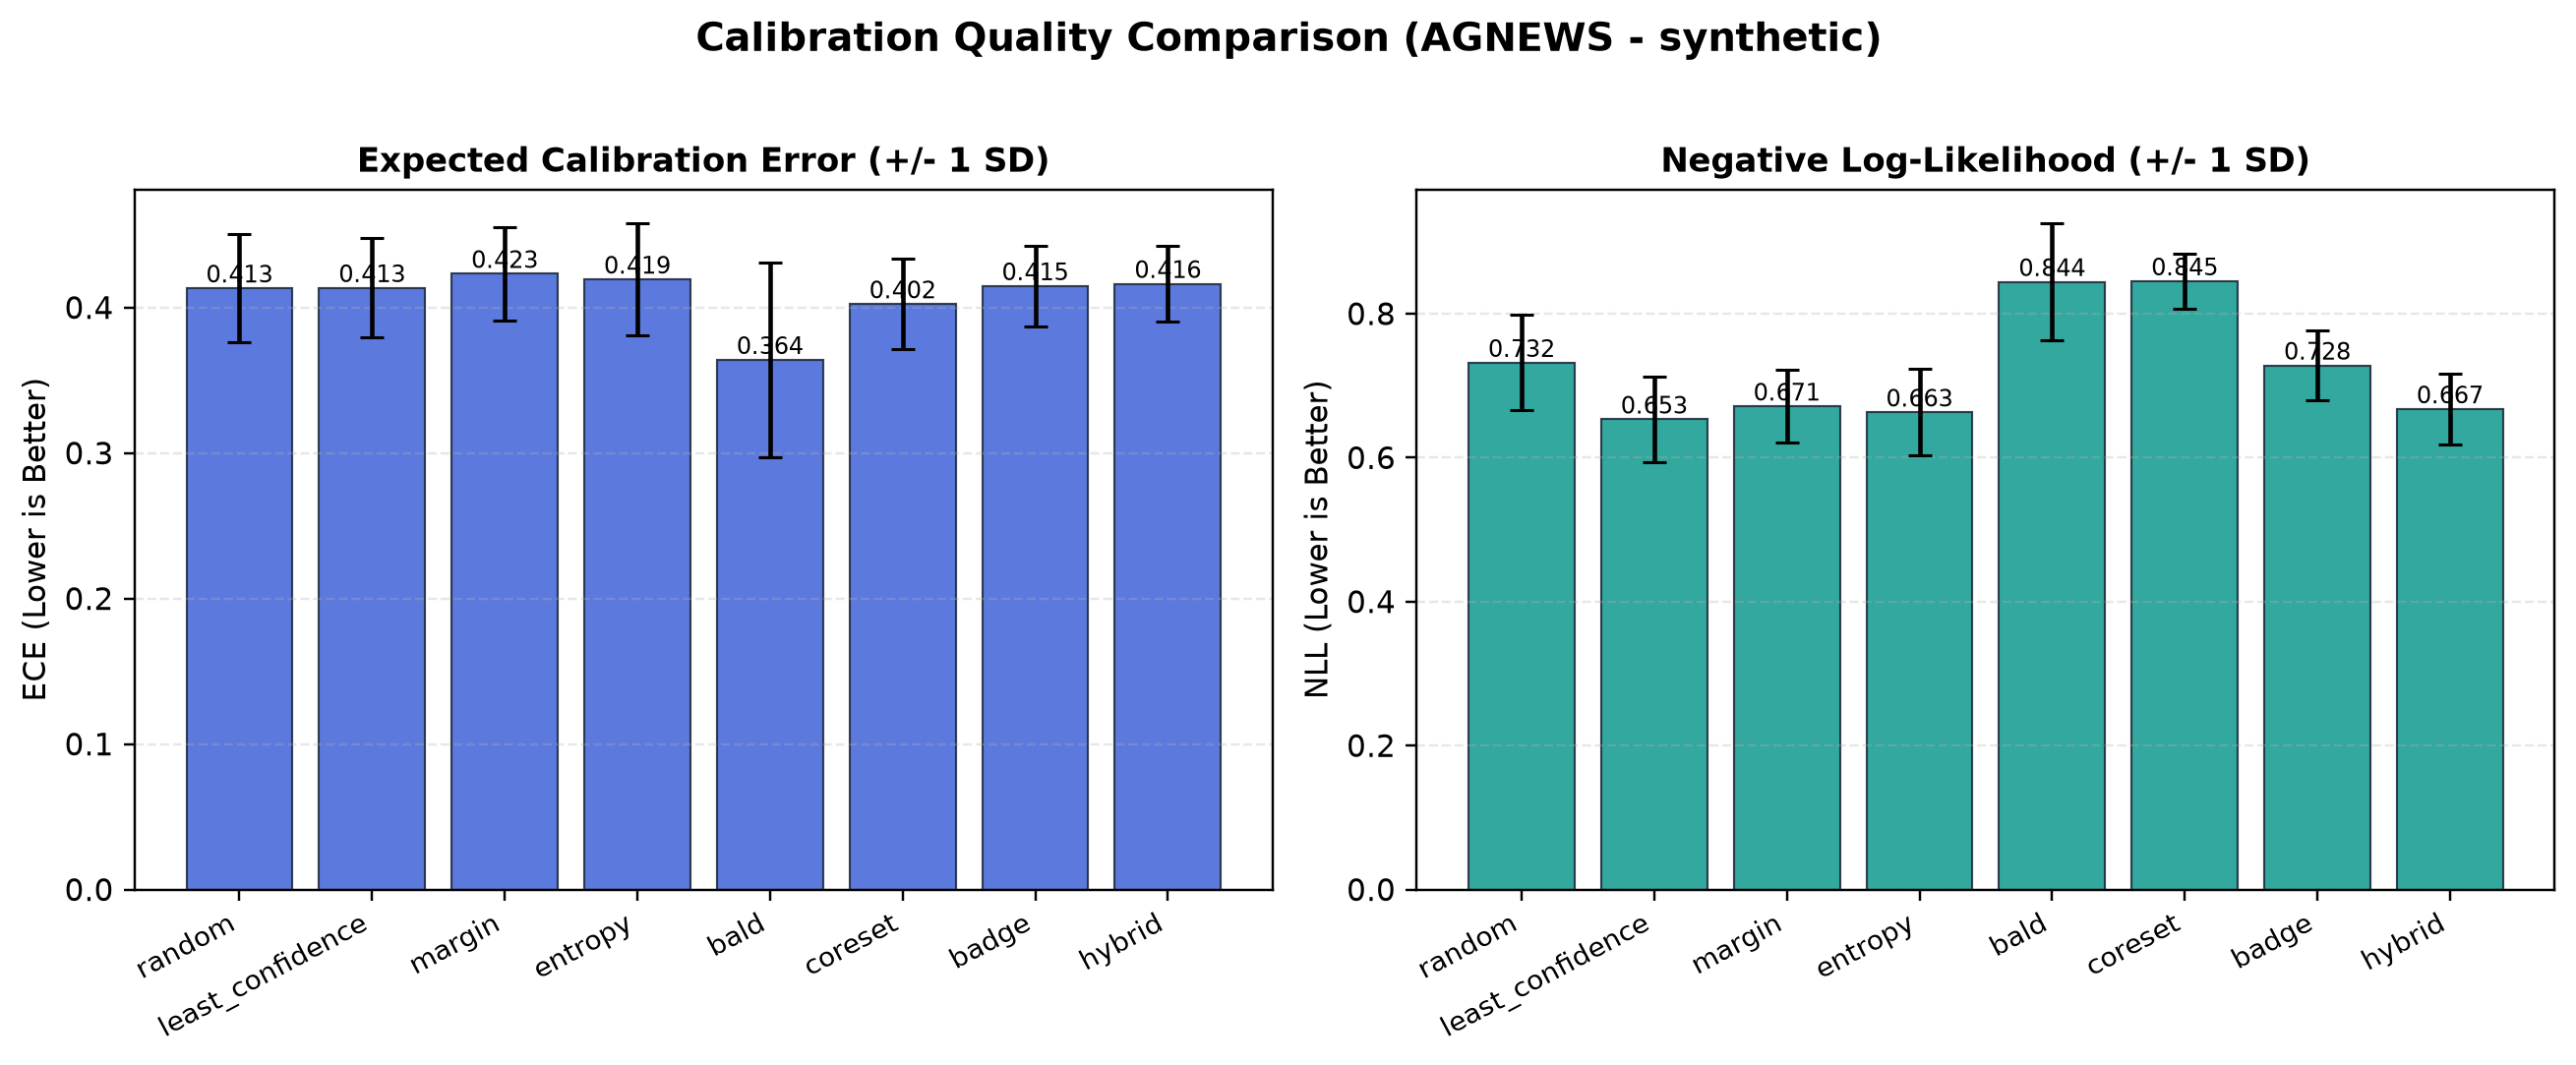 Calibration Quality Comparison (AGNEWS - synthetic)
Expected Calibration Error (+/- 1 SD)
ECE (Lower is Better)
0.4
0.3
0.2
0.1
0.0
0.413
0.413
0.423
0.419
0.364
0.402
0.415
0.416
random
least_confidence
margin
entropy
bald
coreset
badge
hybrid
Negative Log-Likelihood (+/- 1 SD)
NLL (Lower is Better)
0.8
0.6
0.4
0.2
0.0
0.732
0.653
0.671
0.663
0.844
0.845
0.728
0.667
random
least_confidence
margin
entropy
bald
coreset
badge
hybrid